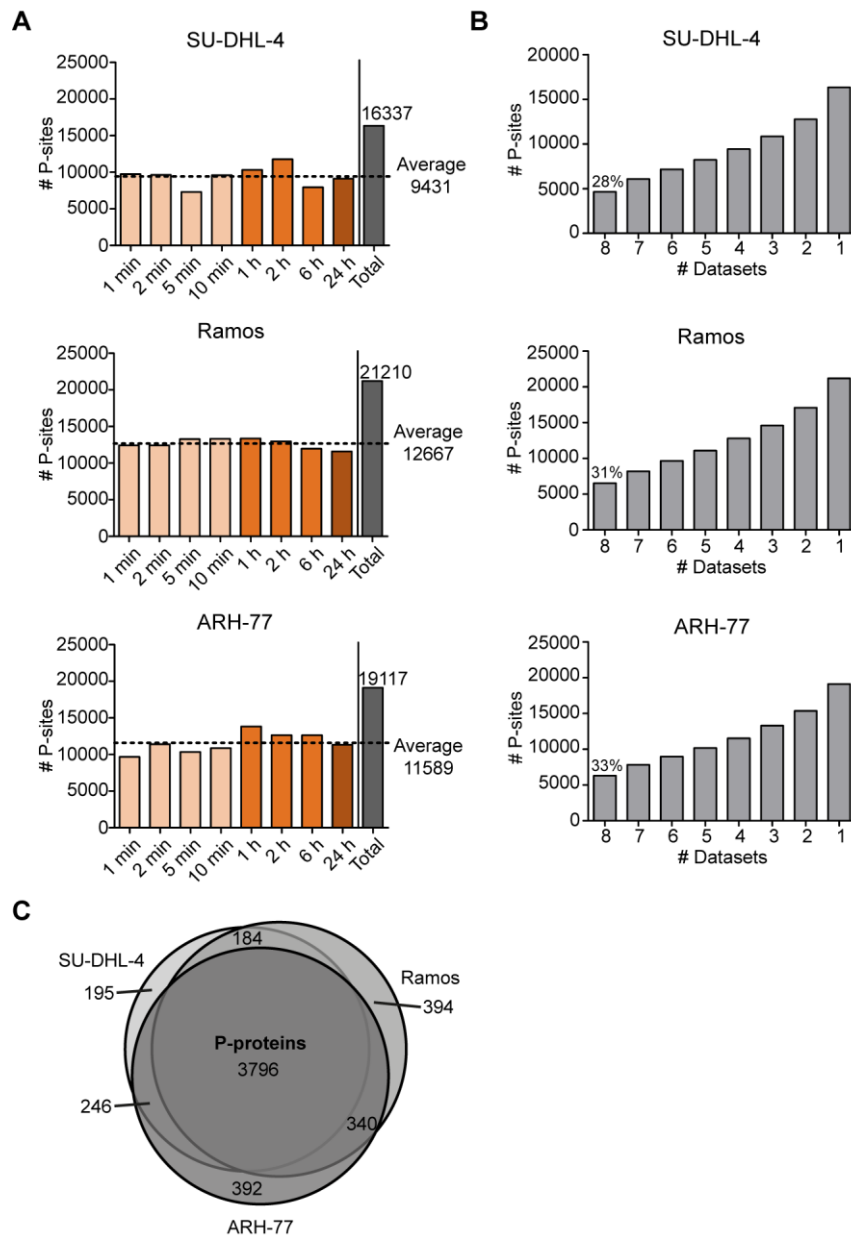 A
SU-DHL-4
# P-sites
25000
20000
15000
10000
5000
0
16337
Average
9431
1 min
2 min
5 min
10 min
1 h
2 h
6 h
24 h
Total
Ramos
# P-sites
25000
20000
15000
10000
5000
0
21210
Average
12667
1 min
2 min
5 min
10 min
1 h
2 h
6 h
24 h
Total
ARH-77
# P-sites
25000
20000
15000
10000
5000
0
19117
Average
11589
1 min
2 min
5 min
10 min
1 h
2 h
6 h
24 h
Total
B
SU-DHL-4
# P-sites
20000
15000
10000
5000
0
28%
8 7 6 5 4 3 2 1
# Datasets
Ramos
# P-sites
25000
20000
15000
10000
5000
0
31%
8 7 6 5 4 3 2 1
# Datasets
ARH-77
# P-sites
25000
20000
15000
10000
5000
0
33%
8 7 6 5 4 3 2 1
# Datasets
C
184
SU-DHL-4
Ramos
195
394
P-proteins
3796
246
340
392
ARH-77